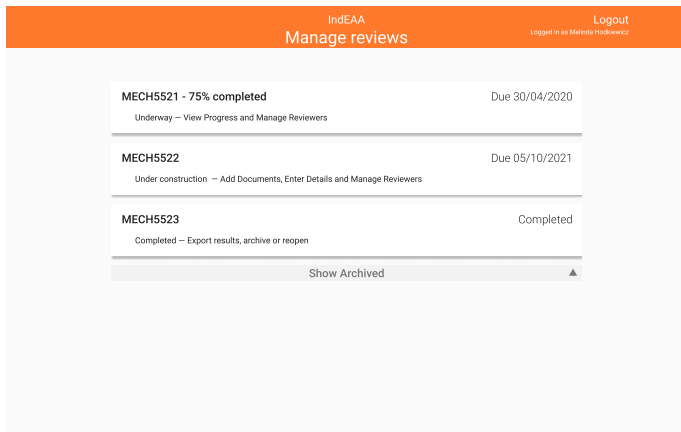 IndEAA
Manage reviews
Logout
Logged in as Melinda Hodkiewicz
MECH5521 - 75% completed
Due 30/04/2020
Underway — View Progress and Manage Reviewers
MECH5522
Due 05/10/2021
Under construction — Add Documents, Enter Details and Manage Reviewers
MECH5523
Completed
Completed — Export results, archive or reopen
Show Archived